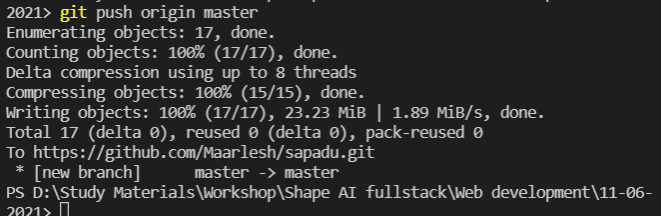 2021> git push origin master
Enumerating objects: 17, done.
Counting objects: 100% (17/17), done.
Delta compression using up to 8 threads
Compressing objects: 100% (15/15), done.
Writing objects: 100% (17/17), 23.23 MiB | 1.89 MiB/s, done.
Total 17 (delta 0), reused 0 (delta 0), pack-reused 0
To https://github.com/Maarlesh/sapadu.git
 * [new branch]      master -> master
PS D:\Study Materials\Workshop\Shape AI fullstack\Web development\11-06-
2021>